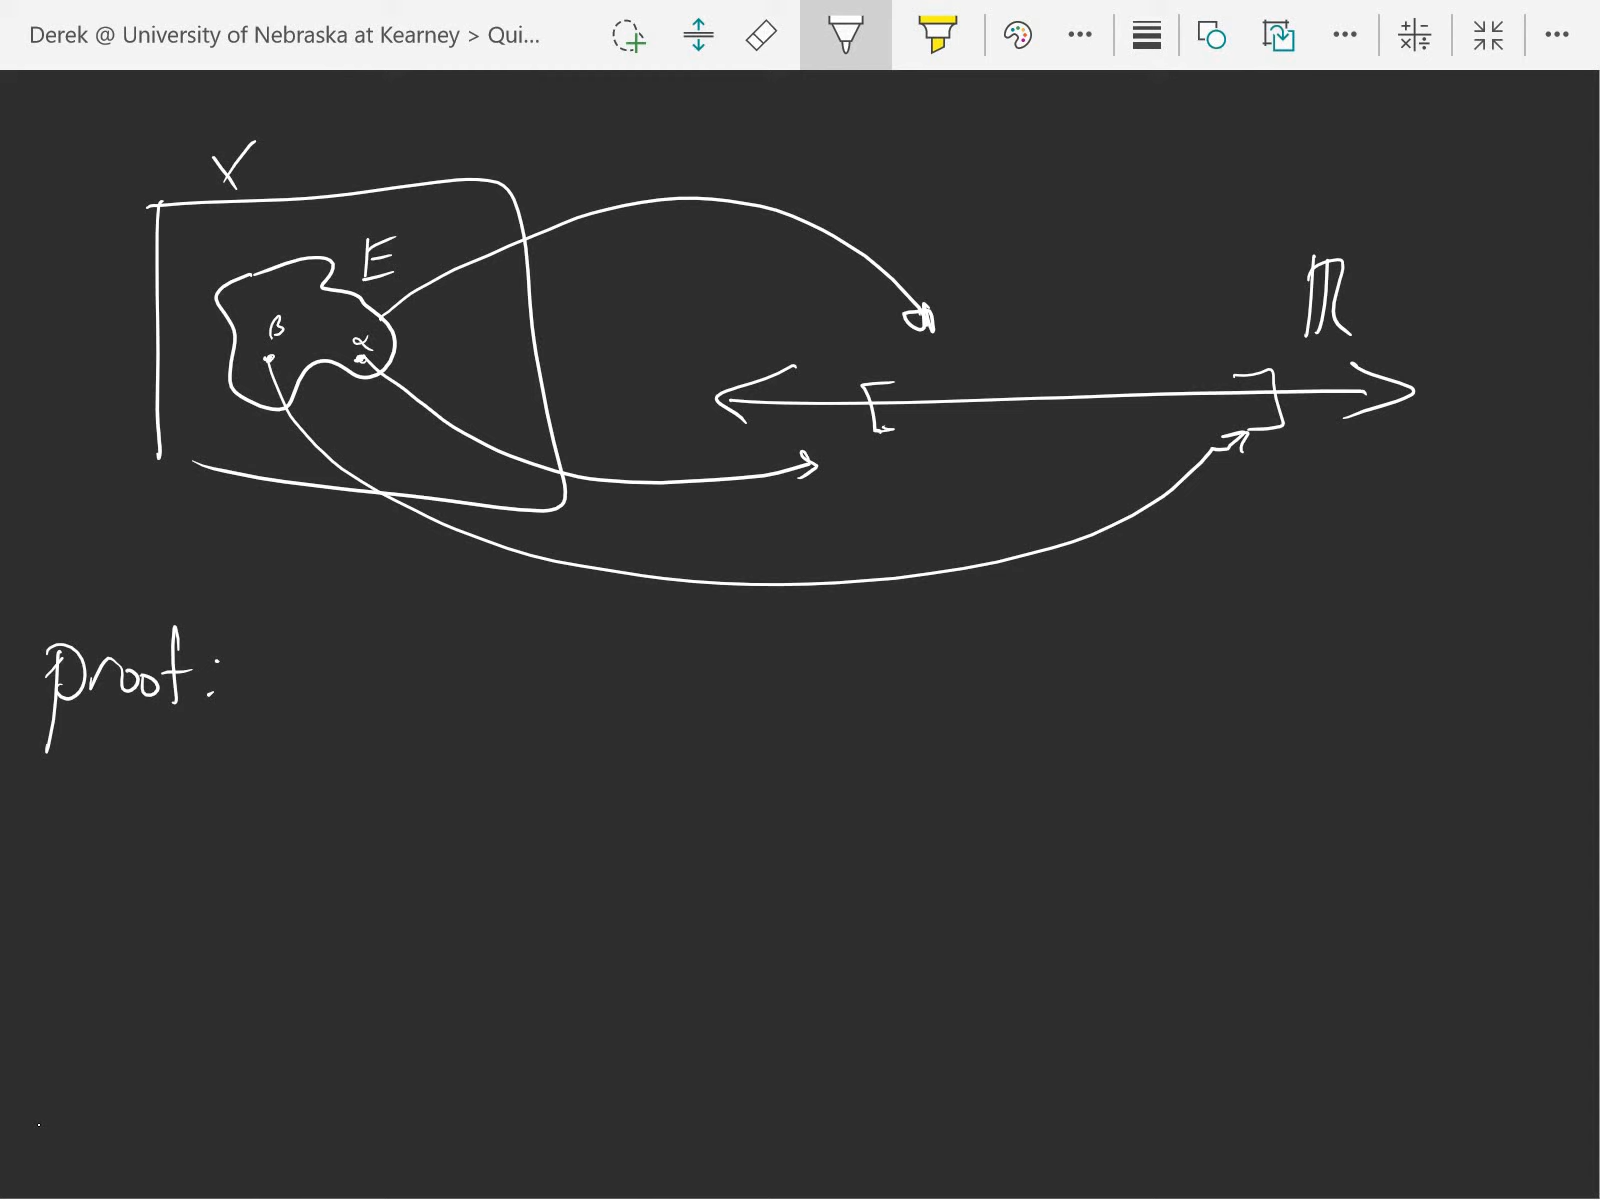 Derek @ University of Nebraska at Kearney > Qui...
X
E
β
α
[
]
ℝ
proof: